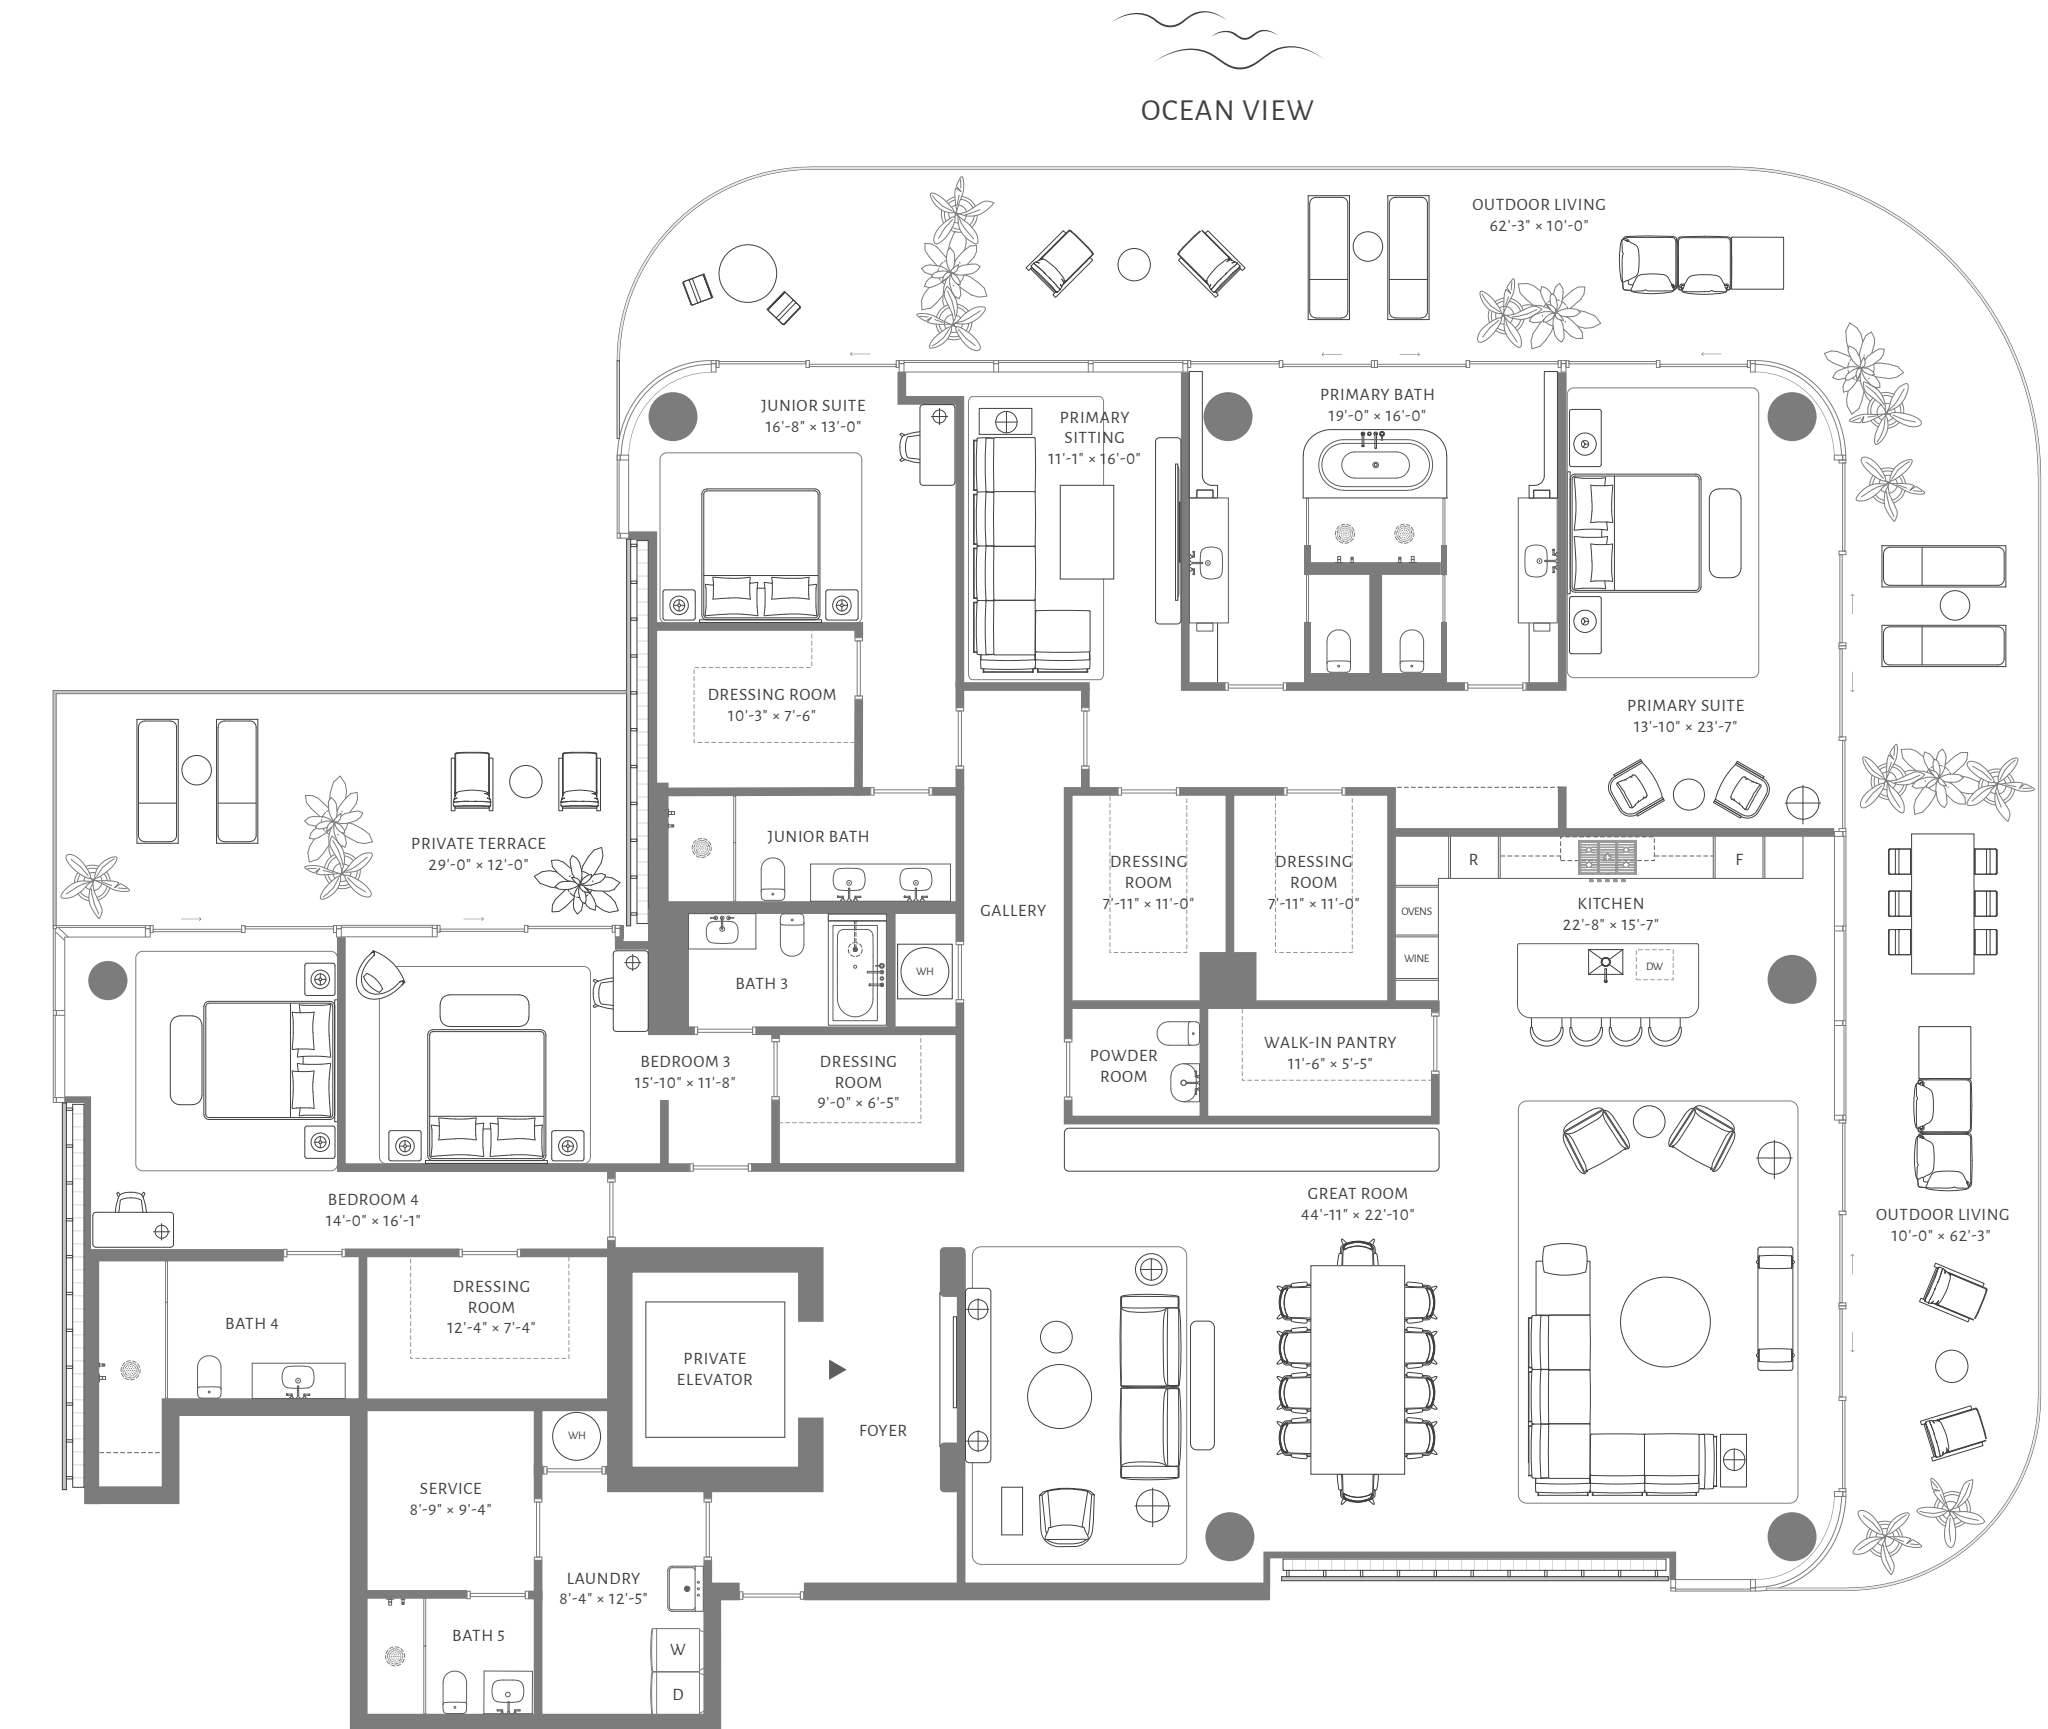 OCEAN VIEW
OUTDOOR LIVING
62'-3" × 10'-0"
JUNIOR SUITE
16'-8" × 13'-0"
PRIMARY
SITTING
11'-1" × 16'-0"
PRIMARY BATH
19'-0" × 16'-0"
DRESSING ROOM
10'-3" × 7'-6"
PRIMARY SUITE
13'-10" × 23'-7"
PRIVATE TERRACE
29'-0" × 12'-0"
JUNIOR BATH
DRESSING
ROOM
7'-11" × 11'-0"
DRESSING
ROOM
7'-11" × 11'-0"
R
F
GALLERY
OVENS
WINE
KITCHEN
22'-8" × 15'-7"
DW
BATH 3
WH
BEDROOM 3
15'-10" × 11'-8"
DRESSING
ROOM
9'-0" × 6'-5"
POWDER
ROOM
WALK-IN PANTRY
11'-6" × 5'-5"
BEDROOM 4
14'-0" × 16'-1"
GREAT ROOM
44'-11" × 22'-10"
OUTDOOR LIVING
10'-0" × 62'-3"
BATH 4
DRESSING
ROOM
12'-4" × 7'-4"
PRIVATE
ELEVATOR
FOYER
WH
SERVICE
8'-9" × 9'-4"
LAUNDRY
8'-4" × 12'-5"
BATH 5
W
D